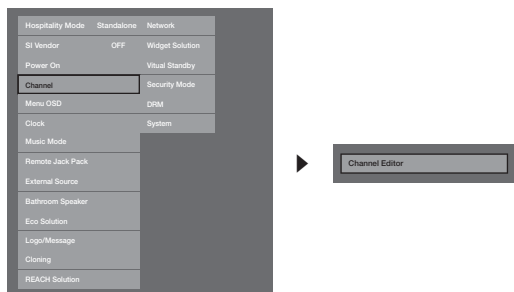 Hospitality Mode Standalone Network
SI Vendor OFF Widget Solution
Power On Vitual Standby
Channel Security Mode
Menu OSD DRM
Clock System
Music Mode
Remote Jack Pack
External Source
Bathroom Speaker
Eco Solution
Logo/Message
Cloning
REACH Solution
Channel Editor